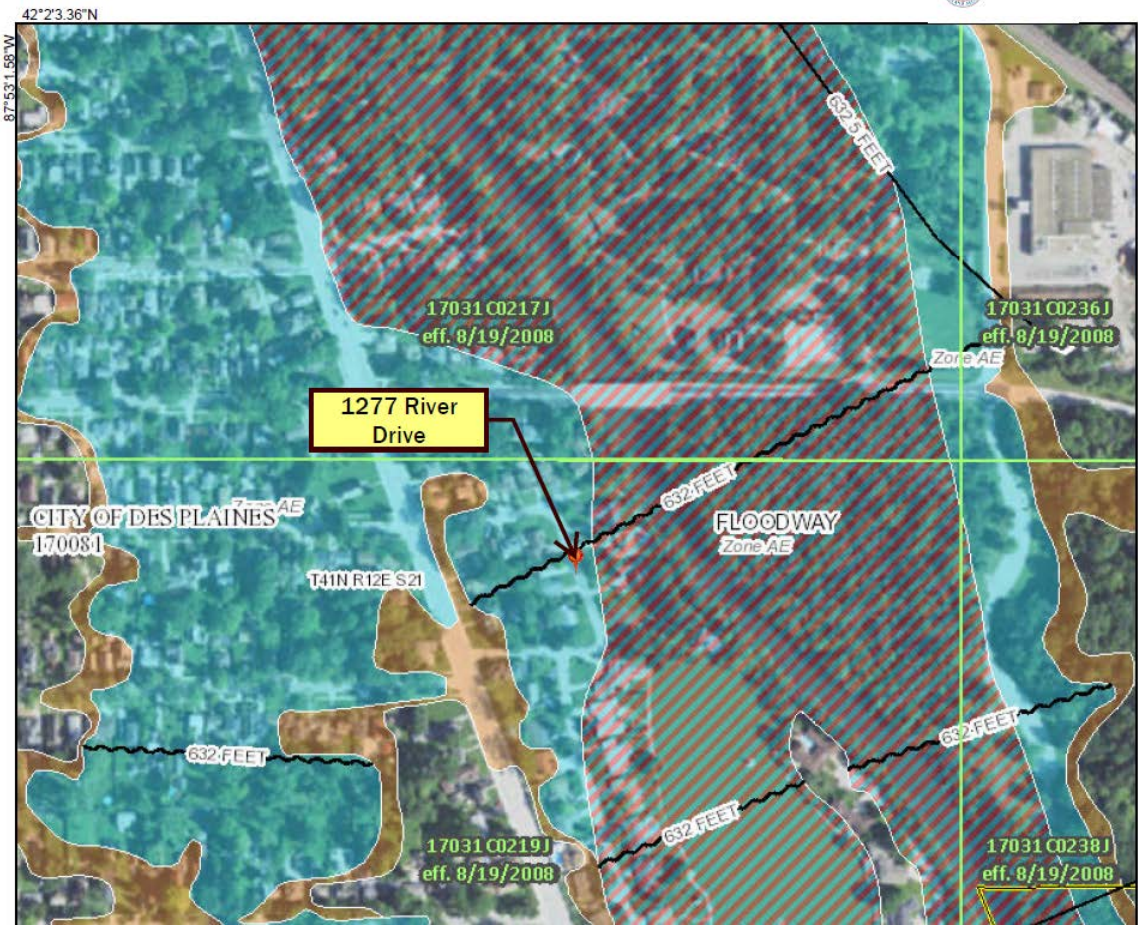 42°2'3.36"N
87°53'1.58"W
632.5 FEET
17031C0217J
eff. 8/19/2008
17031C0236J
eff. 8/19/2008
Zone AE
1277 River
Drive
632 FEET
CITY OF DES PLAINES
170081
Zone AE
FLOODWAY
Zone AE
T41N R12E S21
632 FEET
632 FEET
632 FEET
17031C0219J
eff. 8/19/2008
17031C0238J
eff. 8/19/2008